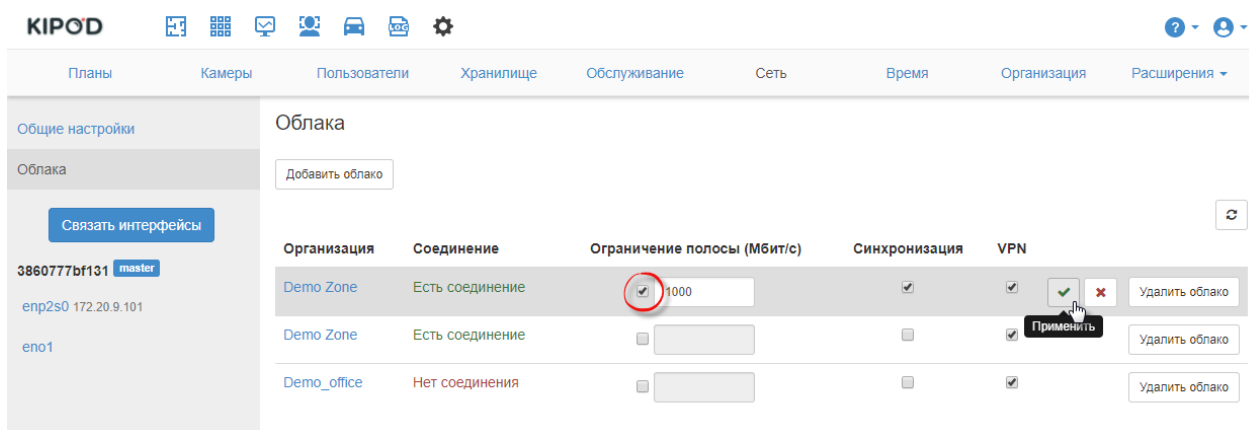 KIPOD LOG ?
Планы Камеры Пользователи Хранилище Обслуживание Сеть Время Организация Расширения
Общие настройки
Облака
Связать интерфейсы
3860777bf131 master
enp2s0 172.20.9.101
eno1
Облака
Добавить облако
Организация Соединение Ограничение полосы (Мбит/с) Синхронизация VPN
Demo Zone Есть соединение 1000 Удалить облако
Применить
Demo Zone Есть соединение Удалить облако
Demo_office Нет соединения Удалить облако